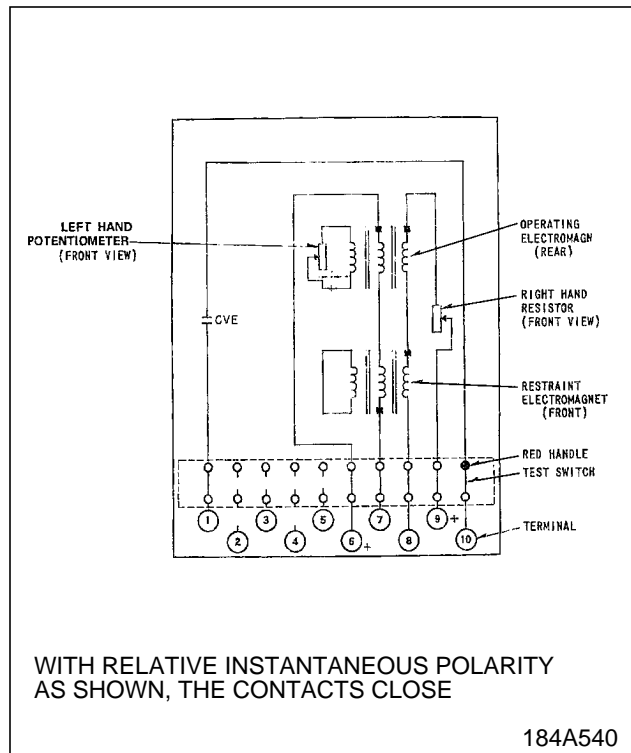 LEFT HAND
POTENTIOMETER
(FRONT VIEW)
OPERATING
ELECTROMAGN
(REAR)
RIGHT HAND
RESISTOR
(FRONT VIEW)
CVE
RESTRAINT
ELECTROMAGNET
(FRONT)
RED HANDLE
TEST SWITCH
1
3
5
7
9 +
TERMINAL
2
4
6 +
8
10
WITH RELATIVE INSTANTANEOUS POLARITY
AS SHOWN, THE CONTACTS CLOSE
184A540